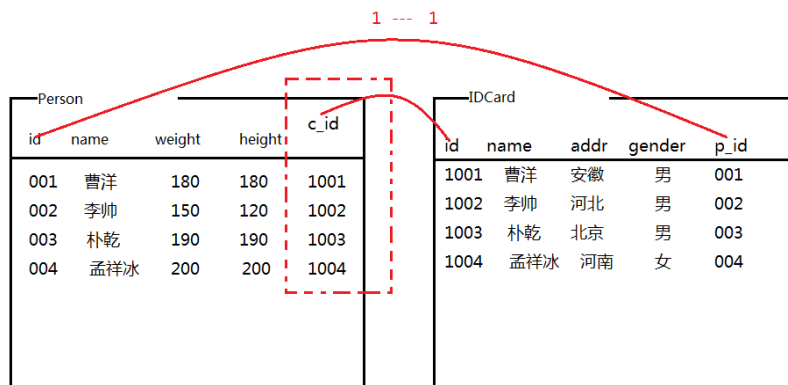 1 --- 1
Person
id name weight height c_id
001 曹洋 180 180 1001
002 李帅 150 120 1002
003 朴乾 190 190 1003
004 孟祥冰 200 200 1004
IDCard
id name addr gender p_id
1001 曹洋 安徽 男 001
1002 李帅 河北 男 002
1003 朴乾 北京 男 003
1004 孟祥冰 河南 女 004